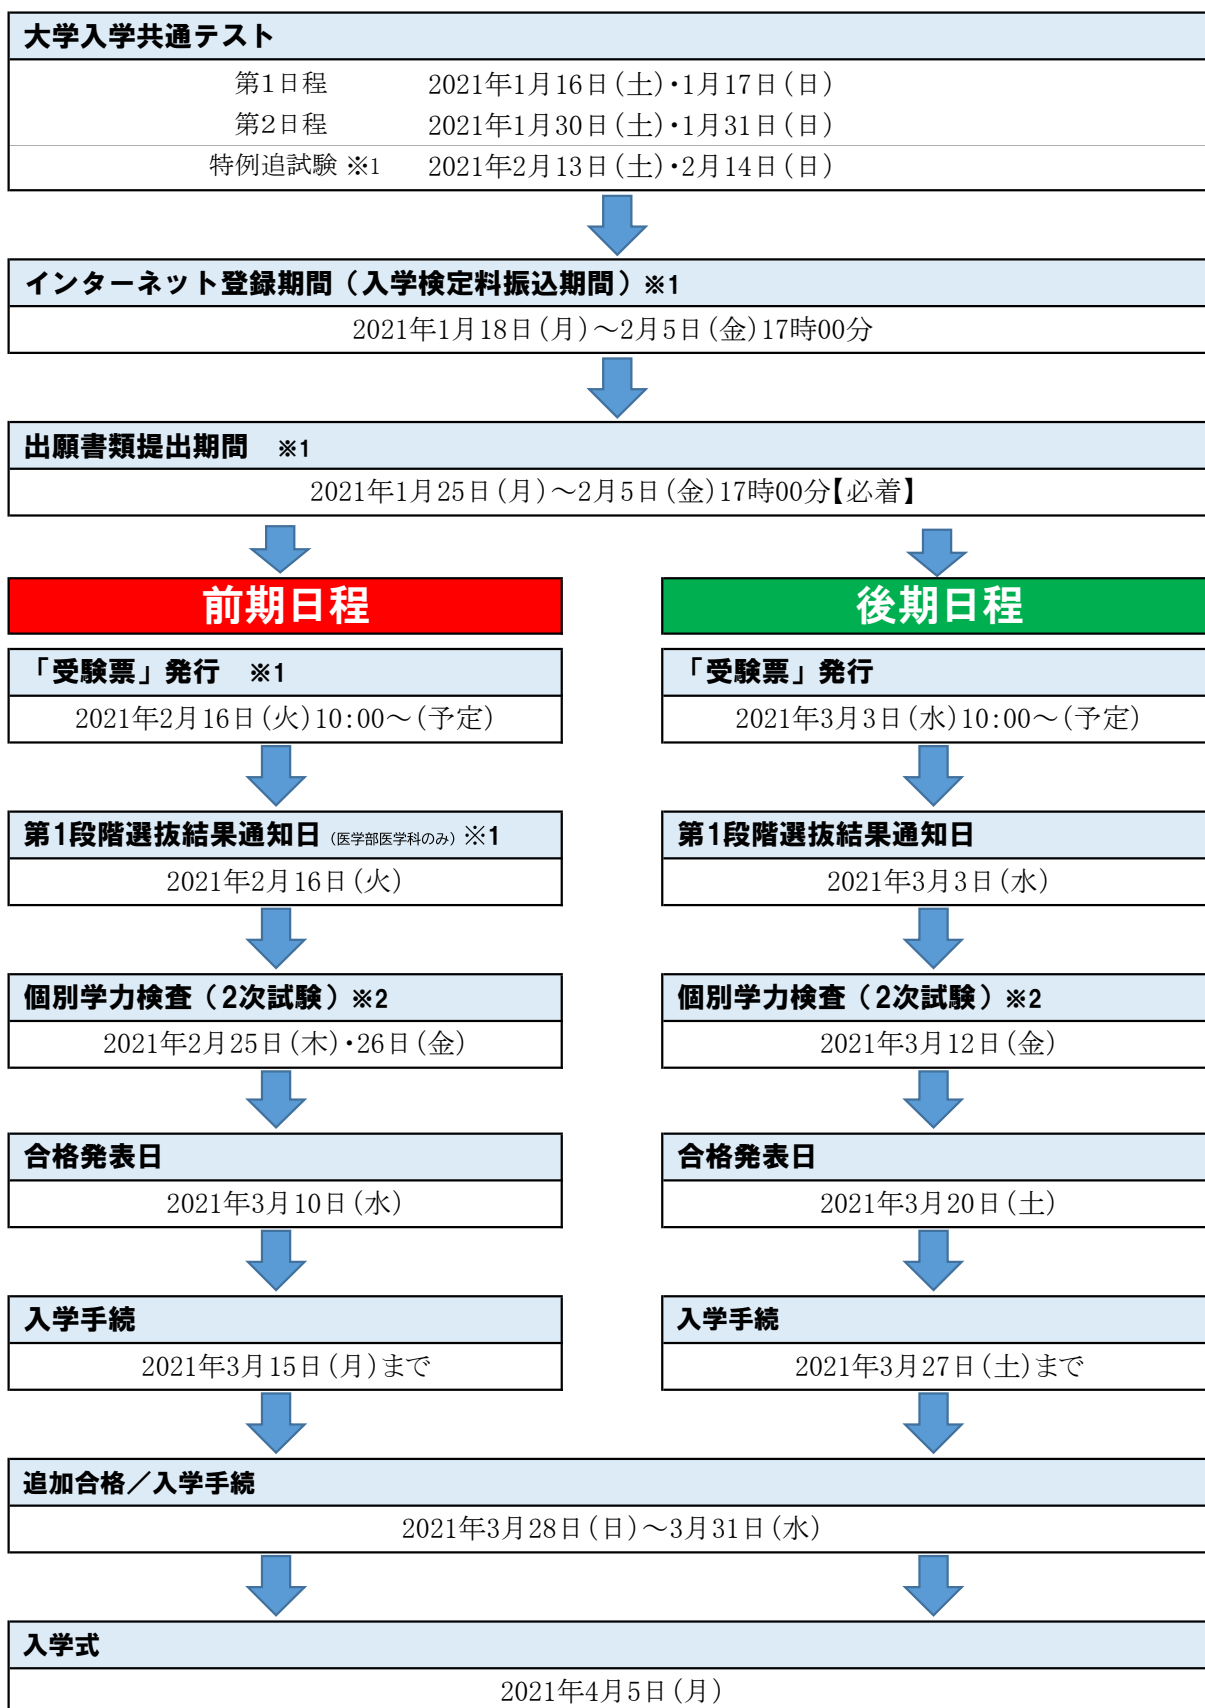 大学入学共通テスト
第1日程 2021年1月16日(土)・1月17日(日)
第2日程 2021年1月30日(土)・1月31日(日)
特例追試験 ※1 2021年2月13日(土)・2月14日(日)
インターネット登録期間(入学検定料振込期間)※1
2021年1月18日(月)～2月5日(金)17時00分
出願書類提出期間 ※1
2021年1月25日(月)～2月5日(金)17時00分【必着】
前期日程
「受験票」発行 ※1
2021年2月16日(火)10:00～(予定)
第1段階選抜結果通知日(医学部医学科のみ)※1
2021年2月16日(火)
個別学力検査(2次試験)※2
2021年2月25日(木)・26日(金)
合格発表日
2021年3月10日(水)
入学手続
2021年3月15日(月)まで
後期日程
「受験票」発行
2021年3月3日(水)10:00～(予定)
第1段階選抜結果通知日
2021年3月3日(水)
個別学力検査(2次試験)※2
2021年3月12日(金)
合格発表日
2021年3月20日(土)
入学手続
2021年3月27日(土)まで
追加合格／入学手続
2021年3月28日(日)～3月31日(水)
入学式
2021年4月5日(月)